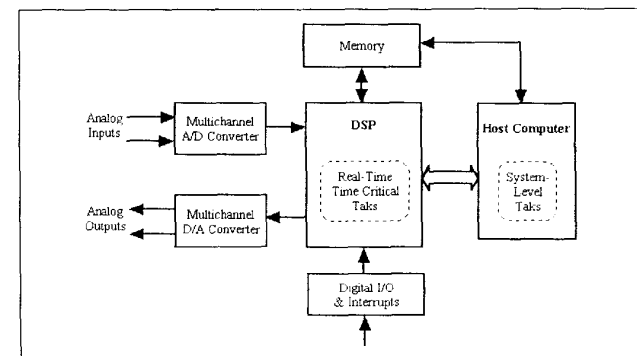 Memory
Analog
Inputs
Multichannel
A/D Converter
DSP
Host Computer
Real-Time
Time Critical
Taks
System-
Level
Taks
Analog
Outputs
Multichannel
D/A Converter
Digital I/O
& Interrupts